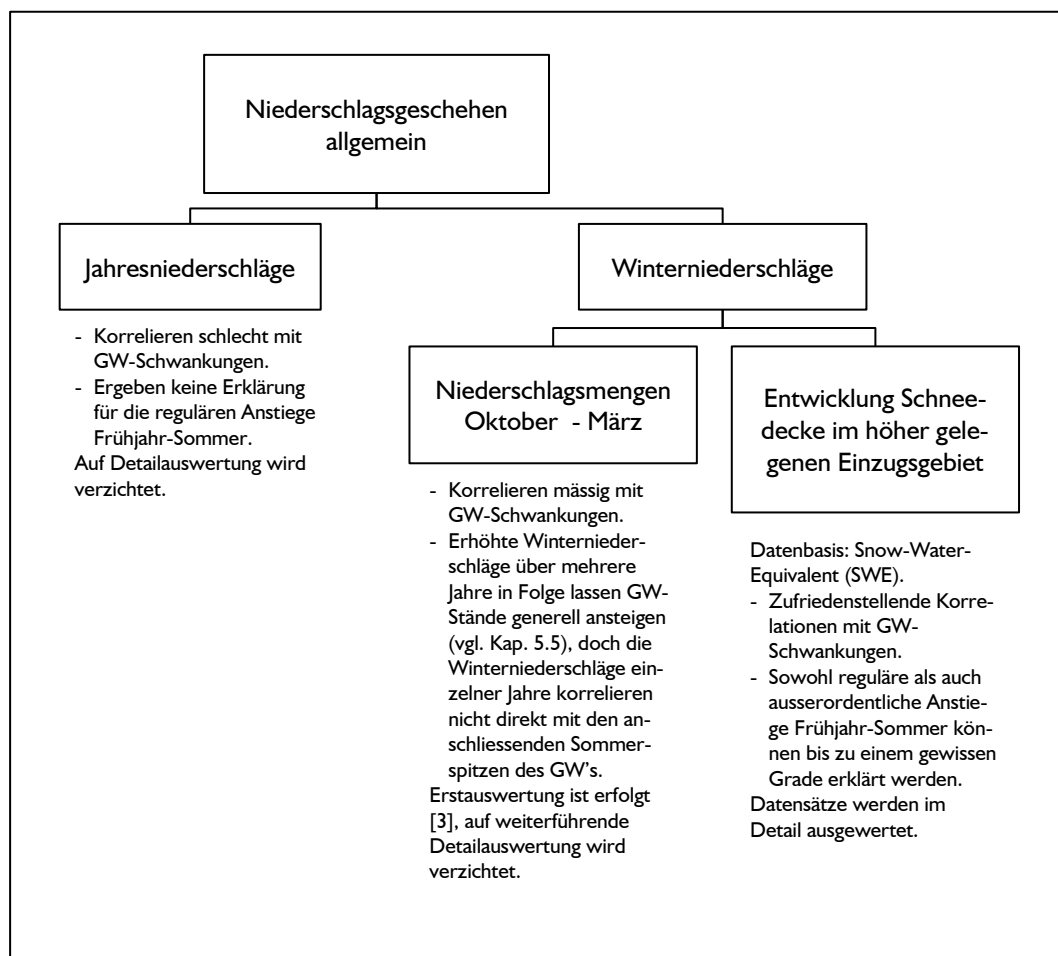 Niederschlagsgeschehen
allgemein
Jahresniederschläge
- Korrelieren schlecht mit
GW-Schwankungen.
- Ergeben keine Erklärung
für die regulären Anstiege
Frühjahr-Sommer.
Auf Detailauswertung wird
verzichtet.
Winterniederschläge
Niederschlagsmengen
Oktober - März
- Korrelieren mässig mit
GW-Schwankungen.
- Erhöhte Winternieder-
schläge über mehrere
Jahre in Folge lassen GW-
Stände generell ansteigen
(vgl. Kap. 5.5), doch die
Winterniederschläge ein-
zelner Jahre korrelieren
nicht direkt mit den an-
schliessenden Sommer-
spitzen des GW's.
Erstauswertung ist erfolgt
[3], auf weiterführende
Detailauswertung wird
verzichtet.
Entwicklung Schnee-
decke im höher gele-
genen Einzugsgebiet
Datenbasis: Snow-Water-
Equivalent (SWE).
- Zufriedenstellende Korre-
lationen mit GW-
Schwankungen.
- Sowohl reguläre als auch
ausserordentliche Anstie-
ge Frühjahr-Sommer kön-
nen bis zu einem gewissen
Grade erklärt werden.
Datensätze werden im
Detail ausgewertet.